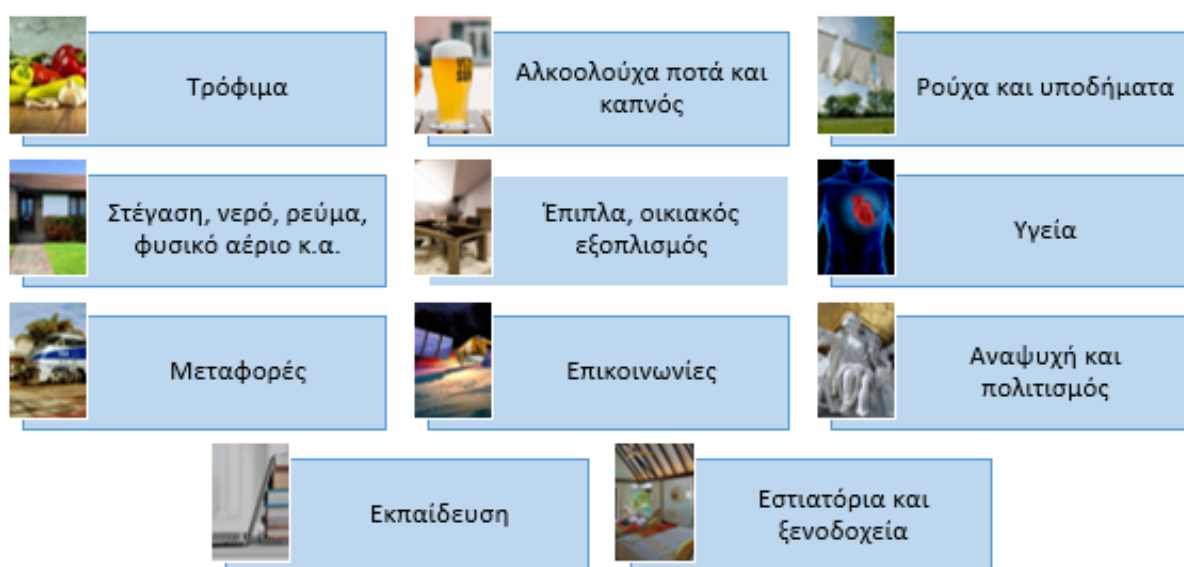 Τρόφιμα
Αλκοολούχα ποτά και
καπνός
Ρούχα και υποδήματα
Στέγαση, νερό, ρεύμα,
φυσικό αέριο κ.α.
Έπιπλα, οικιακός
εξοπλισμός
Υγεία
Μεταφορές
Επικοινωνίες
Αναψυχή και
πολιτισμός
Εκπαίδευση
Εστιατόρια και
ξενοδοχεία